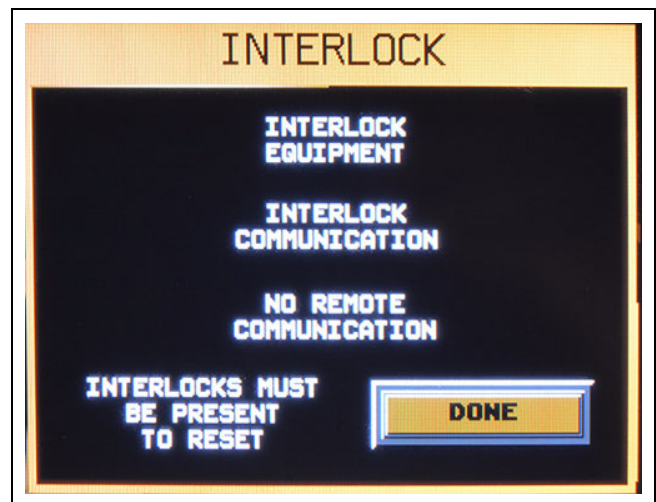 INTERLOCK
INTERLOCK
EQUIPMENT
INTERLOCK
COMMUNICATION
NO REMOTE
COMMUNICATION
INTERLOCKS MUST
BE PRESENT
TO RESET
DONE